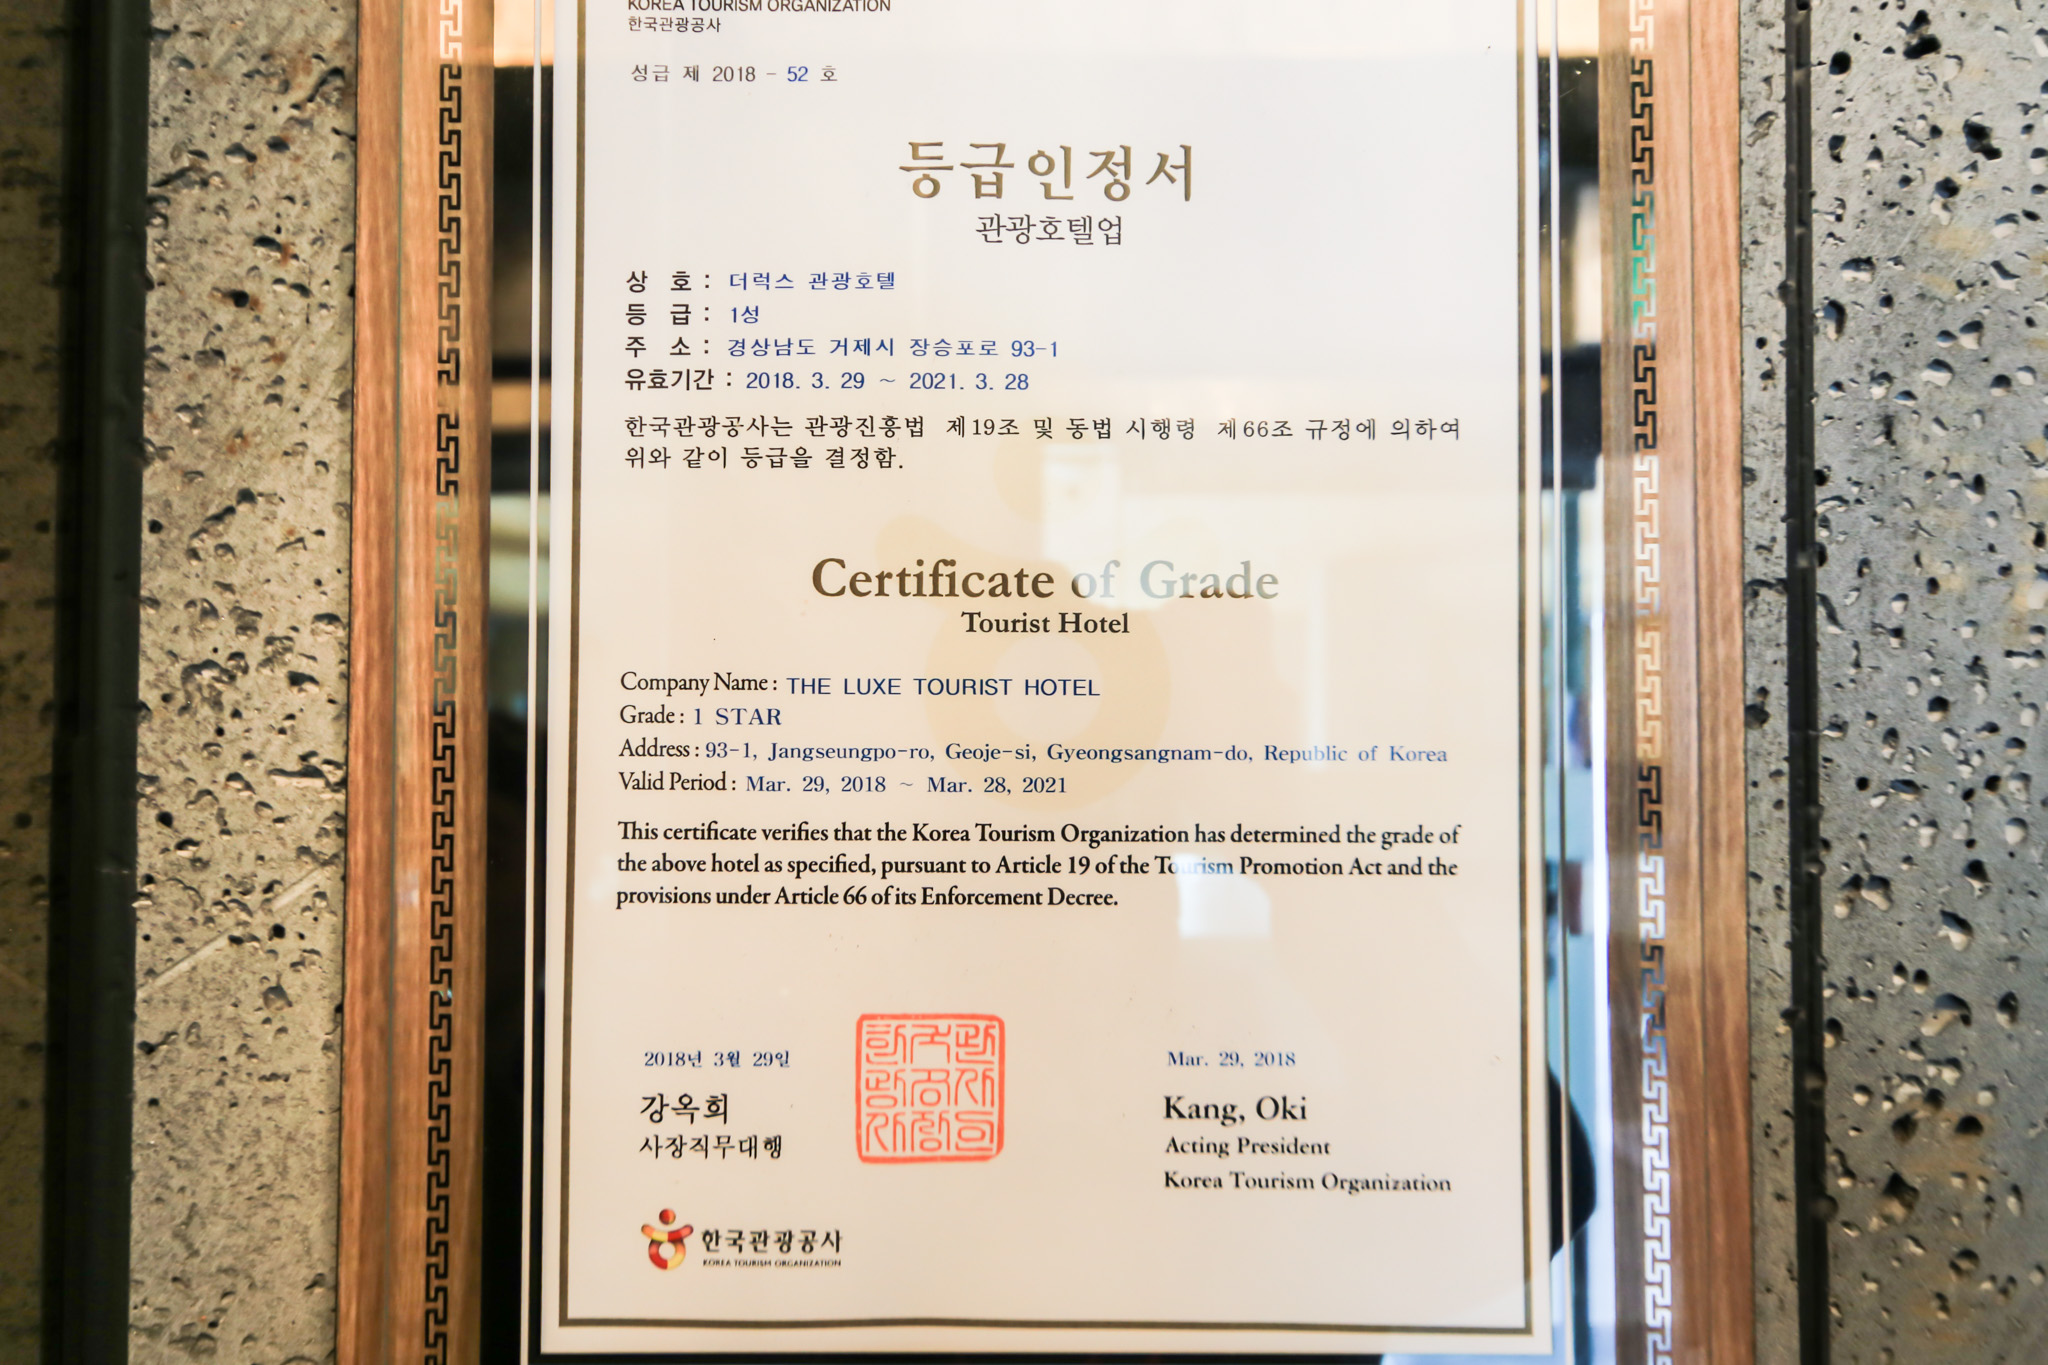 KOREA TOURISM ORGANIZATION
한국관광공사
성급 제 2018 - 52 호
등급인정서
관광호텔업
상 호 : 더럭스 관광호텔
등 급 : 1성
주 소 : 경상남도 거제시 장승포로 93-1
유효기간 : 2018. 3. 29 ~ 2021. 3. 28
한국관광공사는 관광진흥법 제19조 및 동법 시행령 제66조 규정에 의하여
위와 같이 등급을 결정함.
Certificate of Grade
Tourist Hotel
Company Name : THE LUXE TOURIST HOTEL
Grade : 1 STAR
Address : 93-1, Jangseungpo-ro, Geoje-si, Gyeongsangnam-do, Republic of Korea
Valid Period : Mar. 29, 2018 ~ Mar. 28, 2021
This certificate verifies that the Korea Tourism Organization has determined the grade of
the above hotel as specified, pursuant to Article 19 of the Tourism Promotion Act and the
provisions under Article 66 of its Enforcement Decree.
2018년 3월 29일
강옥희
사장직무대행
Mar. 29, 2018
Kang, Oki
Acting President
Korea Tourism Organization
한국관광공사
KOREA TOURISM ORGANIZATION